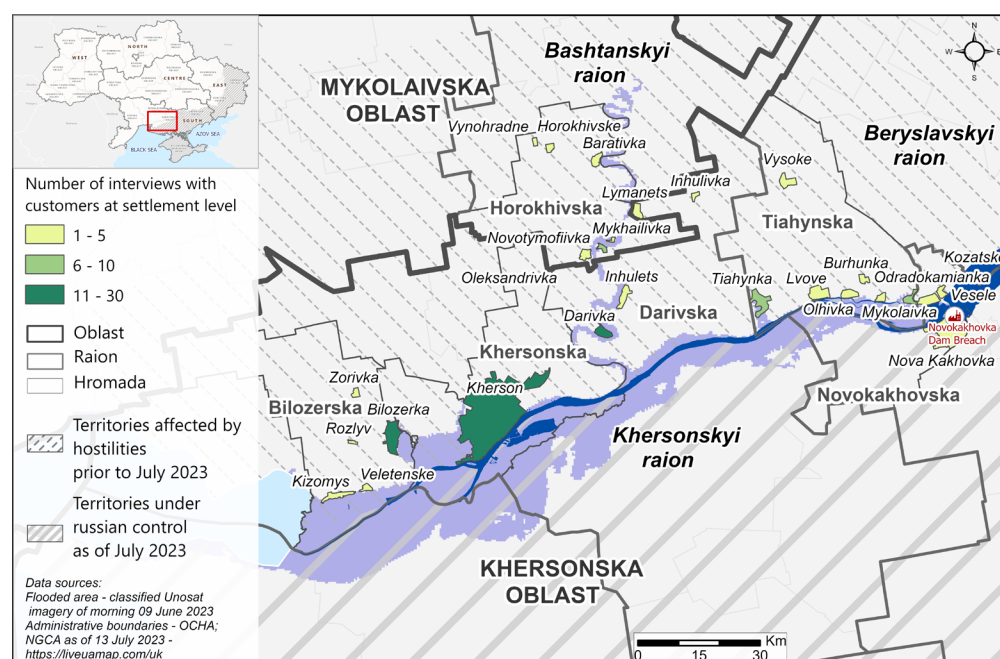 NORTH
WEST
CENTRE
EAST
SOUTH
AZOV SEA
BLACK SEA
Number of interviews with
customers at settlement level
1 - 5
6 - 10
11 - 30
Oblast
Raion
Hromada
Territories affected by
hostilities
prior to July 2023
Territories under
russian control
as of July 2023
Data sources:
Flooded area - classified Unosat
imagery of morning 09 June 2023
Administrative boundaries - OCHA;
NGCA as of 13 July 2023 -
https://liveuamap.com/uk
N
W
E
S
Bashtanskyi
raion
MYKOLAIVSKA
OBLAST
Vynohradne
Horokhivske
Barativka
Beryslavskyi
raion
Vysoke
Inhulivka
Lymanets
Horokhivska
Mykhailivka
Tiahynska
Novotymofiivka
Oleksandrivka
Inhulets
Tiahynka
Lvove
Burhunka
Odradokamianka
Kozatske
Vesele
Darivka
Darivska
Olhivka
Mykolaivka
Novokakhovka
Dam Breach
Khersonska
Nova Kakhovka
Zorivka
Kherson
Novokakhovska
Bilozerska
Bilozerka
Rozlyv
Khersonskyi
raion
Veletenske
Kizomys
KHERSONSKA
OBLAST
Km
0 15 30